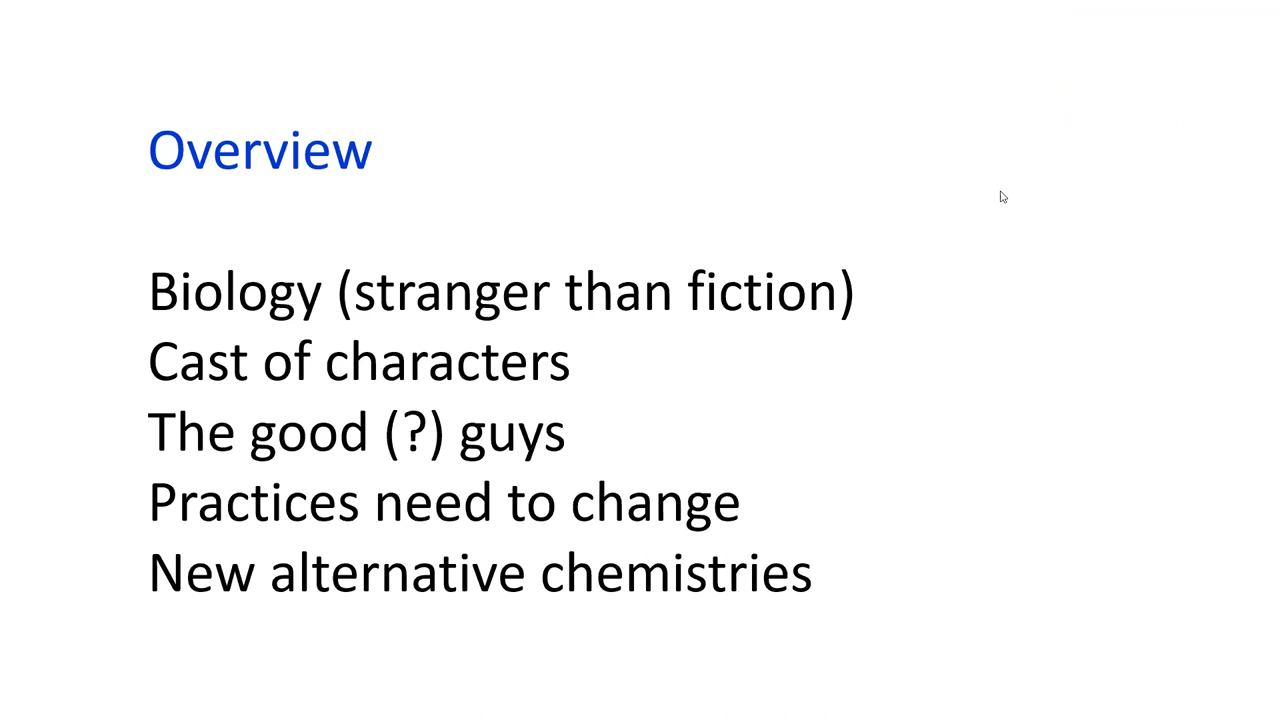 Overview
Biology (stranger than fiction)
Cast of characters
The good (?) guys
Practices need to change
New alternative chemistries